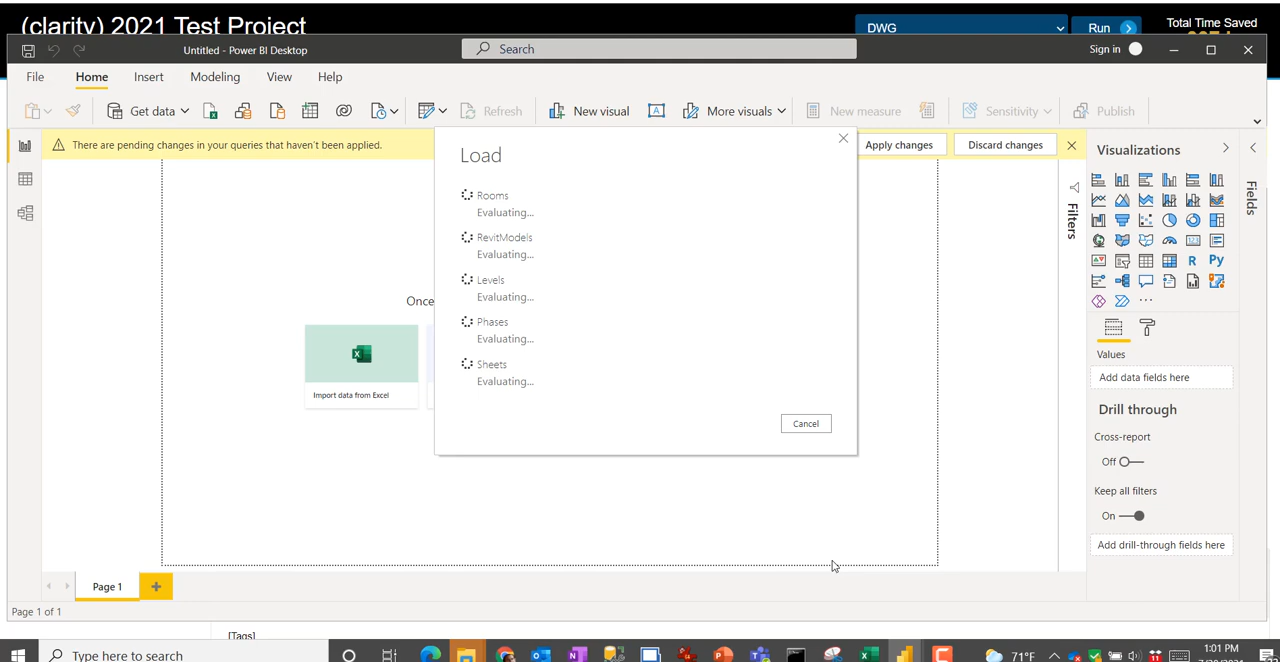 (clarity) 2021 Test Project
DWG
Run
Total Time Saved
Untitled - Power BI Desktop
Search
Sign in
File
Home
Insert
Modeling
View
Help
Get data
Refresh
New visual
More visuals
New measure
Sensitivity
Publish
There are pending changes in your queries that haven't been applied.
Apply changes
Discard changes
Load
Rooms
Evaluating...
RevitModels
Evaluating...
Levels
Evaluating...
Phases
Evaluating...
Sheets
Evaluating...
Cancel
Once
Import data from Excel
Filters
Visualizations
R
Py
Values
Add data fields here
Drill through
Cross-report
Off
Keep all filters
On
Add drill-through fields here
Fields
Page 1
Page 1 of 1
[Tags]
Type here to search
71°F
1:01 PM